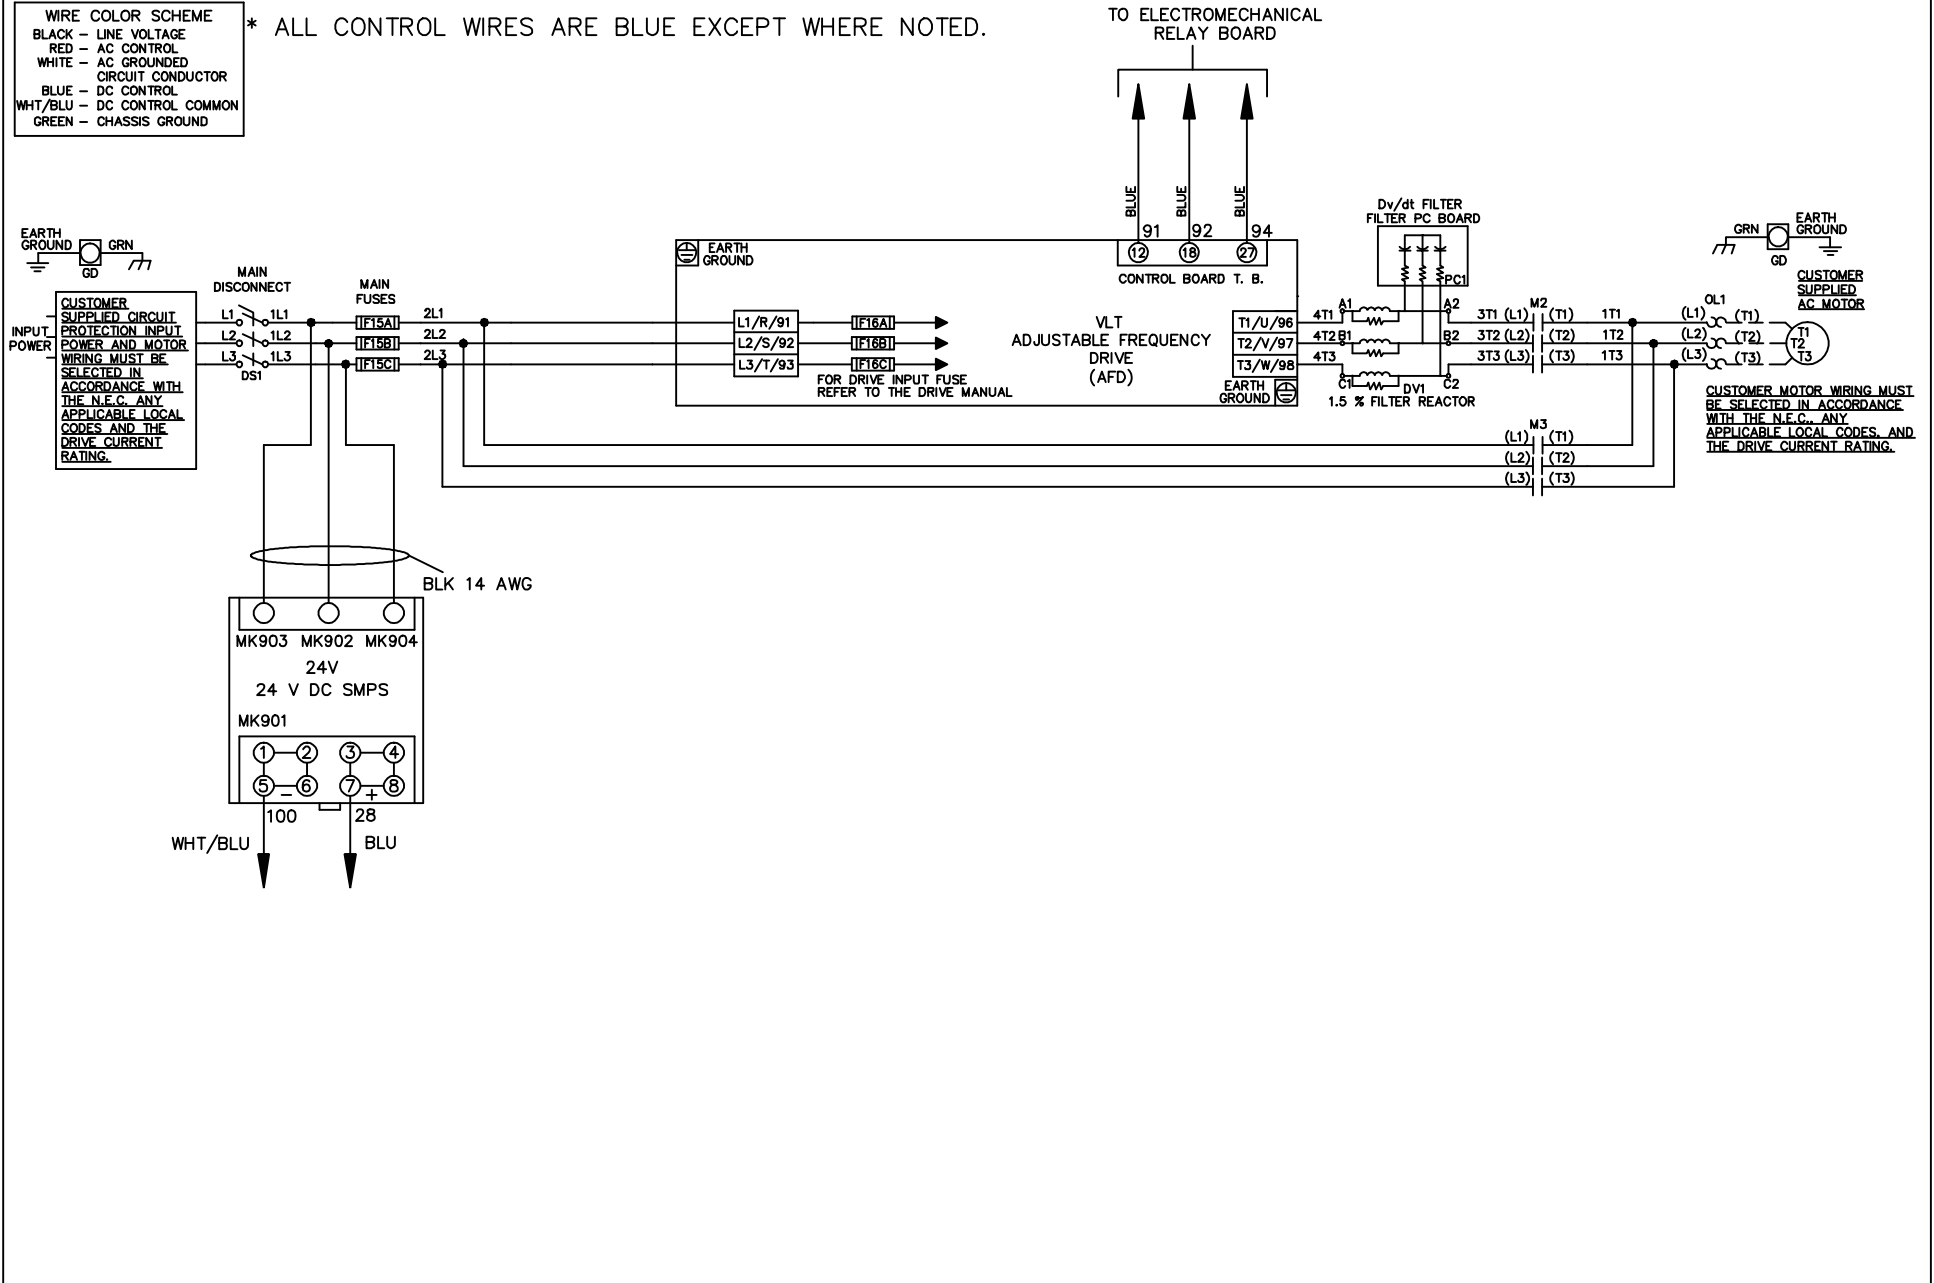 WIRE COLOR SCHEME
BLACK – LINE VOLTAGE
RED – AC CONTROL
WHITE – AC GROUNDED
CIRCUIT CONDUCTOR
BLUE – DC CONTROL
WHT/BLU – DC CONTROL COMMON
GREEN – CHASSIS GROUND
* ALL CONTROL WIRES ARE BLUE EXCEPT WHERE NOTED.
TO ELECTROMECHANICAL
RELAY BOARD
BLUE
BLUE
BLUE
91
92
94
12
18
27
CONTROL BOARD T. B.
EARTH
GROUND
GRN
GD
INPUT
POWER
CUSTOMER
SUPPLIED CIRCUIT
PROTECTION INPUT
POWER AND MOTOR
WIRING MUST BE
SELECTED IN
ACCORDANCE WITH
THE N.E.C. ANY
APPLICABLE LOCAL
CODES AND THE
DRIVE CURRENT
RATING.
MAIN
DISCONNECT
L1 1L1
L2 1L2
L3 1L3
DS1
MAIN
FUSES
F15A
F15B
F15C
2L1
2L2
2L3
EARTH
GROUND
L1/R/91
L2/S/92
L3/T/93
F16A
F16B
F16C
FOR DRIVE INPUT FUSE
REFER TO THE DRIVE MANUAL
VLT
ADJUSTABLE FREQUENCY
DRIVE
(AFD)
T1/U/96
T2/V/97
T3/W/98
EARTH
GROUND
4T1
4T2
4T3
A1
B1
C1
Dv/dt FILTER
FILTER PC BOARD
PC1
A2
B2
C2
DV1
1.5 % FILTER REACTOR
M2
3T1 (L1) (T1) 1T1
3T2 (L2) (T2) 1T2
3T3 (L3) (T3) 1T3
M3
(L1) (T1)
(L2) (T2)
(L3) (T3)
OL1
(L1) (T1)
(L2) (T2)
(L3) (T3)
T1
T2
T3
GRN
EARTH
GROUND
GD
CUSTOMER
SUPPLIED
AC MOTOR
CUSTOMER MOTOR WIRING MUST
BE SELECTED IN ACCORDANCE
WITH THE N.E.C.. ANY
APPLICABLE LOCAL CODES. AND
THE DRIVE CURRENT RATING.
BLK 14 AWG
MK903 MK902 MK904
24V
24 V DC SMPS
MK901
1 2 3 4
5 6 7 8
– +
100
28
WHT/BLU
BLU